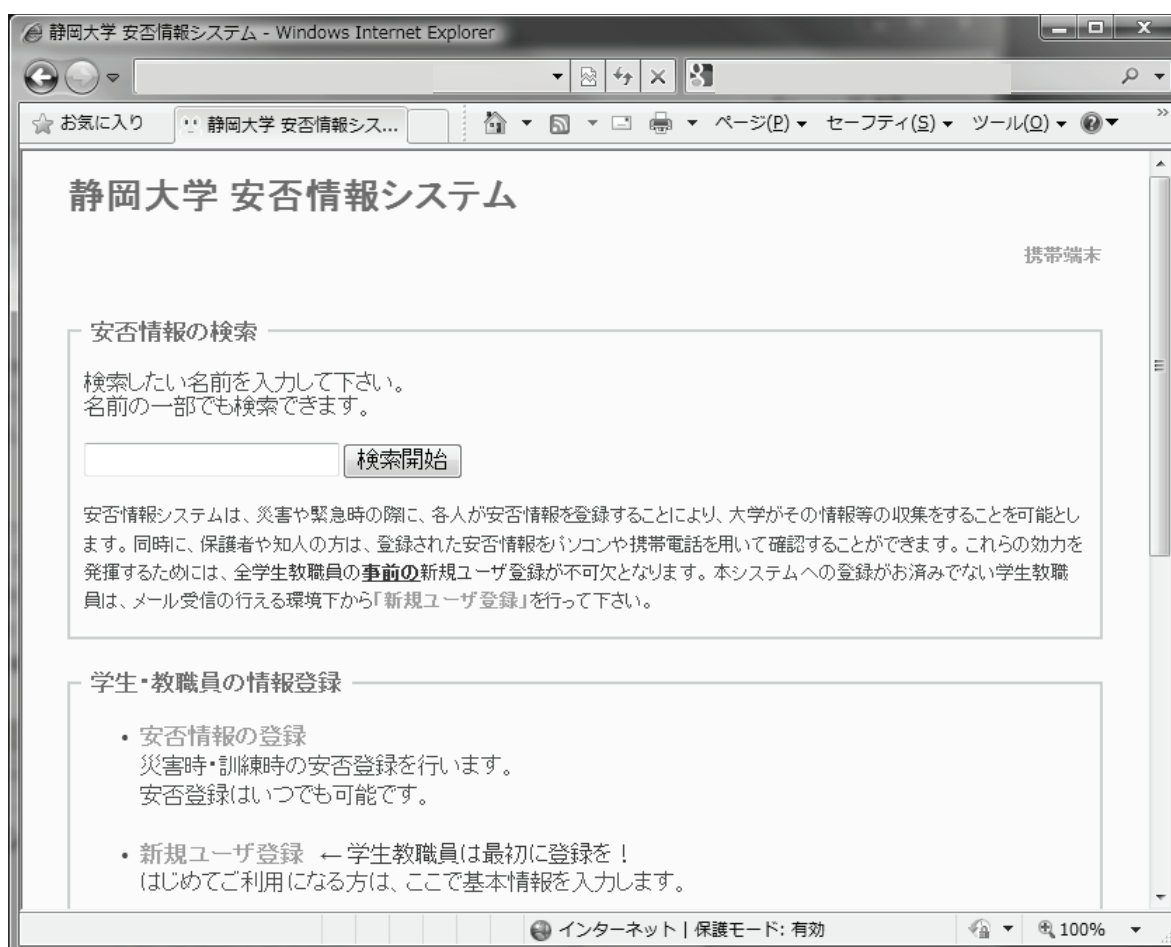 静岡大学 安否情報システム - Windows Internet Explorer
お気に入り
静岡大学 安否情報シス...
ページ(P)
セーフティ(S)
ツール(O)
»
静岡大学 安否情報システム
携帯端末
安否情報の検索
検索したい名前を入力して下さい。
名前の一部でも検索できます。
検索開始
安否情報システムは、災害や緊急時の際に、各人が安否情報を登録することにより、大学がその情報等の収集をすることを可能とし
ます。同時に、保護者や知人の方は、登録された安否情報をパソコンや携帯電話を用いて確認することができます。これらの効力を
発揮するためには、全学生教職員の事前の新規ユーザ登録が不可欠となります。本システムへの登録がお済みでない学生教職
員は、メール受信の行える環境下から「新規ユーザ登録」を行って下さい。
学生・教職員の情報登録
• 安否情報の登録
災害時・訓練時の安否登録を行います。
安否登録はいつでも可能です。
• 新規ユーザ登録 ←学生教職員は最初に登録を！
はじめてご利用になる方は、ここで基本情報を入力します。
インターネット | 保護モード: 有効
100%